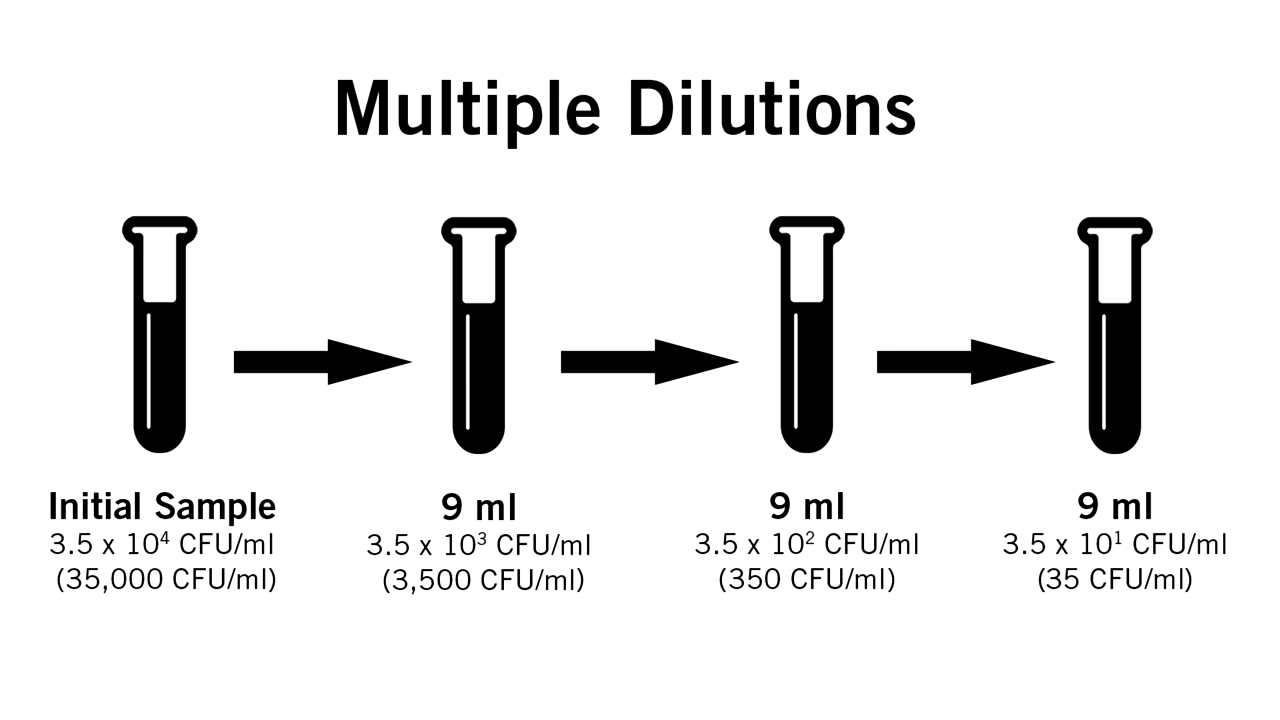 Multiple Dilutions
Initial Sample
3.5 x 10⁴ CFU/ml
(35,000 CFU/ml)
9 ml
3.5 x 10³ CFU/ml
(3,500 CFU/ml)
9 ml
3.5 x 10² CFU/ml
(350 CFU/ml)
9 ml
3.5 x 10¹ CFU/ml
(35 CFU/ml)